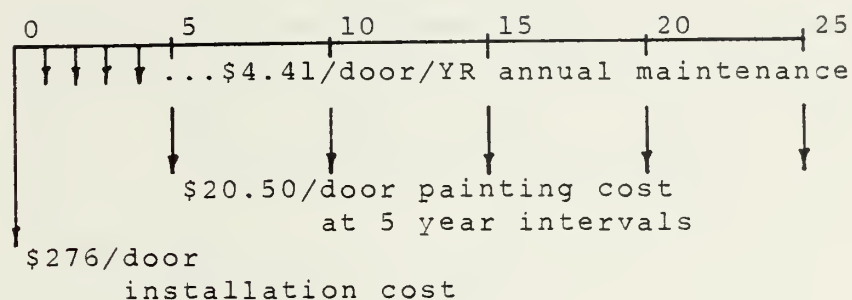 0 5 10 15 20 25
...$4.41/door/YR annual maintenance
$20.50/door painting cost
at 5 year intervals
$276/door
installation cost